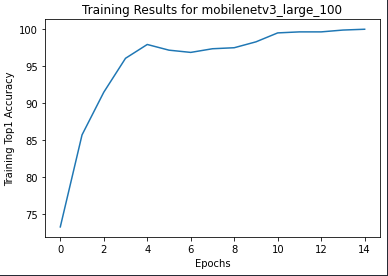 Training Results for mobilenetv3_large_100
100
95
90
85
80
75
Training Top1 Accuracy
0 2 4 6 8 10 12 14
Epochs